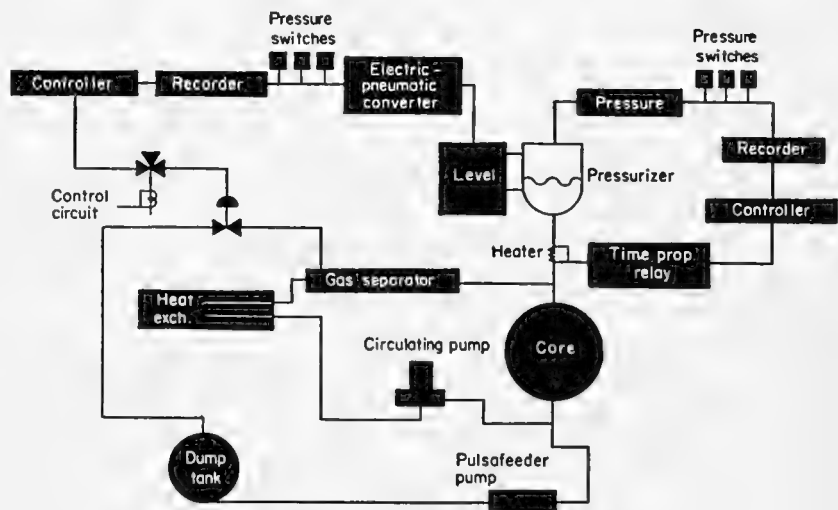 Pressure
switches
Pressure
switches
Controller
Recorder
Electric-
pneumatic
converter
Pressure
Recorder
Level
Pressurizer
Control
circuit
Controller
Heater
Time prop.
relay
Gas separator
Heat
exch.
Circulating pump
Core
Dump
tank
Pulsafeeder
pump